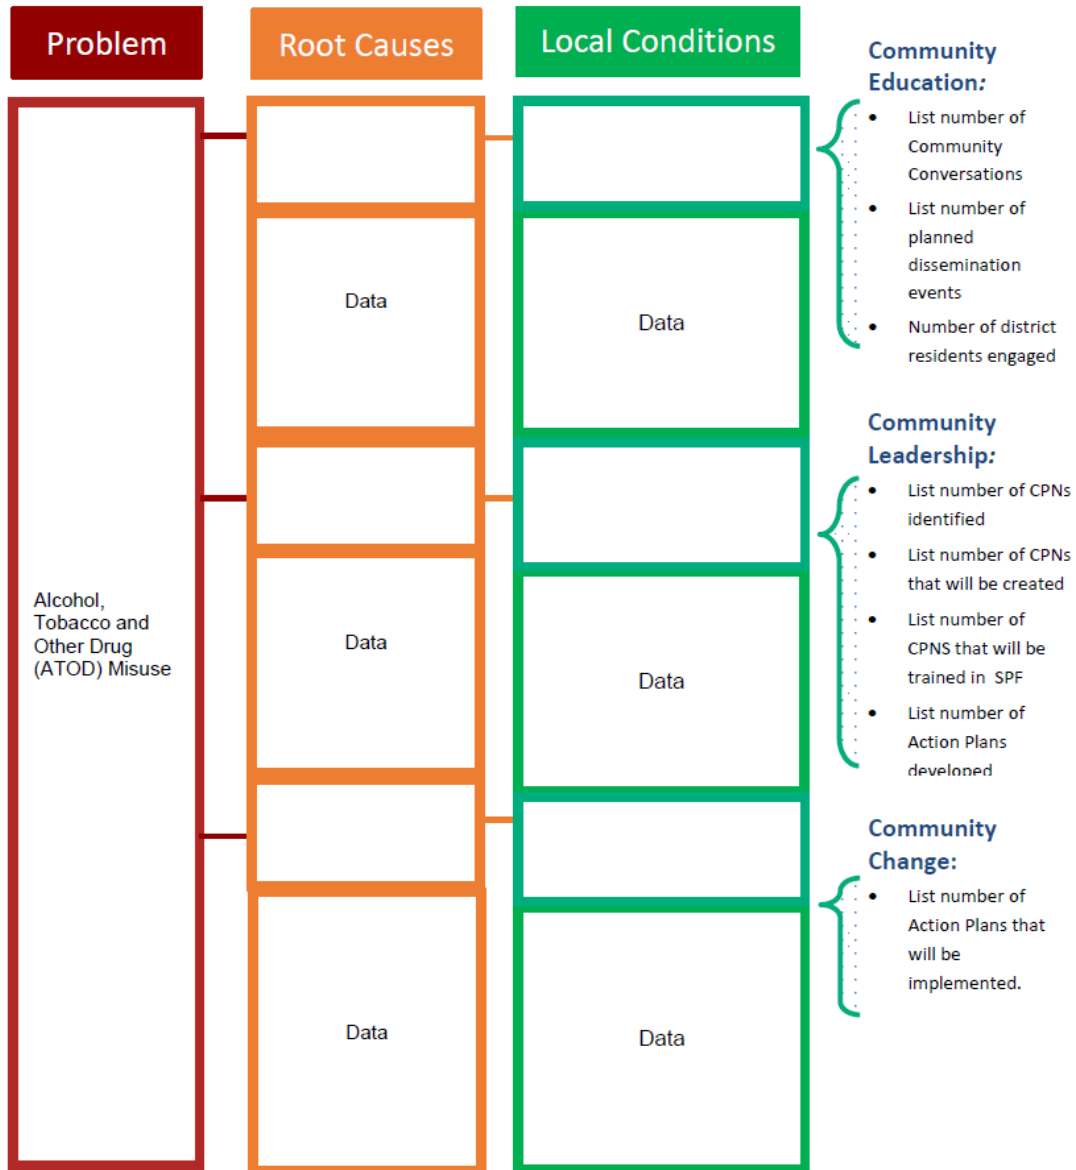 Problem
Root Causes
Local Conditions
Alcohol,
Tobacco and
Other Drug
(ATOD) Misuse
Data
Data
Data
Data
Data
Data
Community
Education:
• List number of
Community
Conversations
• List number of
planned
dissemination
events
• Number of district
residents engaged
Community
Leadership:
• List number of CPNs
identified
• List number of CPNs
that will be created
• List number of
CPNS that will be
trained in SPF
• List number of
Action Plans
developed
Community
Change:
• List number of
Action Plans that
will be
implemented.